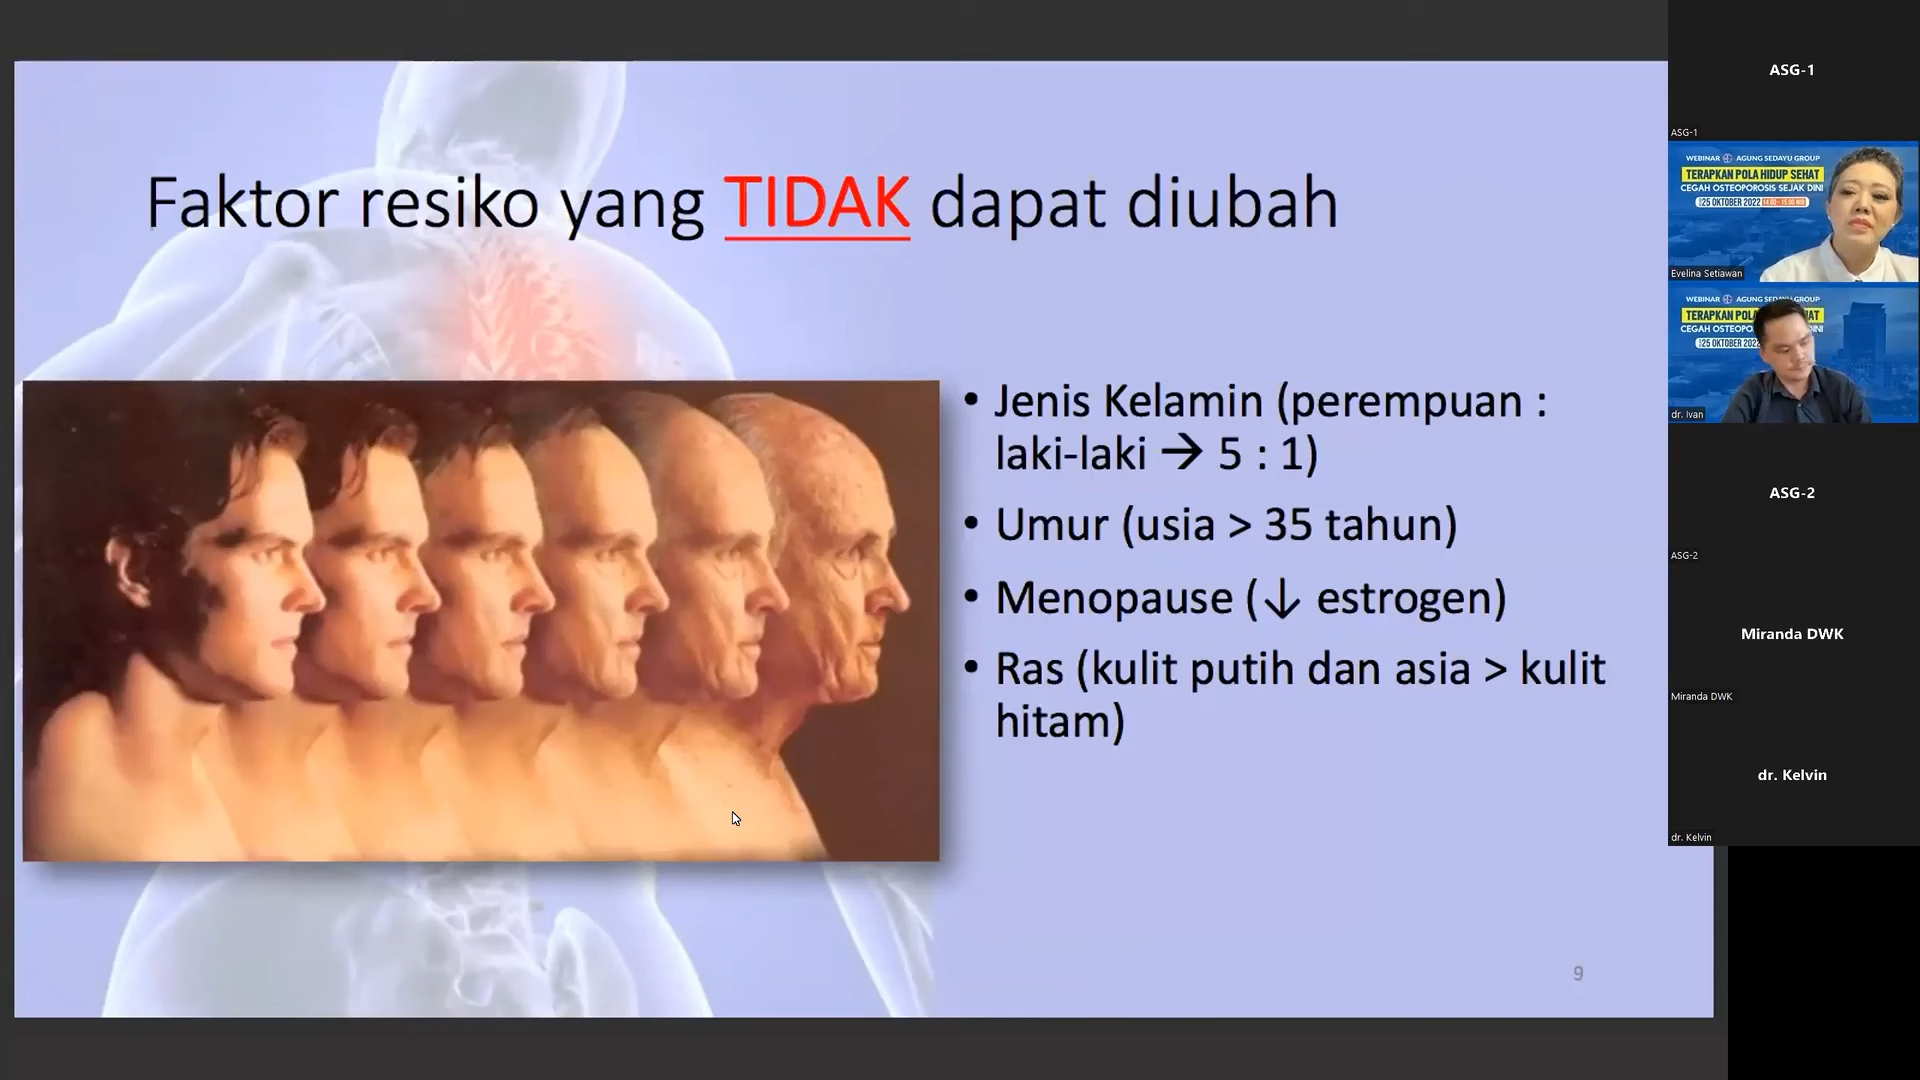 Faktor resiko yang TIDAK dapat diubah
• Jenis Kelamin (perempuan :
laki-laki → 5 : 1)
• Umur (usia > 35 tahun)
• Menopause (↓ estrogen)
• Ras (kulit putih dan asia > kulit
hitam)
9
ASG-1
ASG-1
WEBINAR AGUNG SEDAYU GROUP
TERAPKAN POLA HIDUP SEHAT
CEGAH OSTEOPOROSIS SEJAK DINI
25 OKTOBER 2022 14.00 - 15.00 WIB
Evelina Setiawan
WEBINAR AGUNG SEDAYU GROUP
TERAPKAN POLA
CEGAH DINI
25 OKTOBER
dr. Ivan
ASG-2
ASG-2
Miranda DWK
Miranda DWK
dr. Kelvin
dr. Kelvin